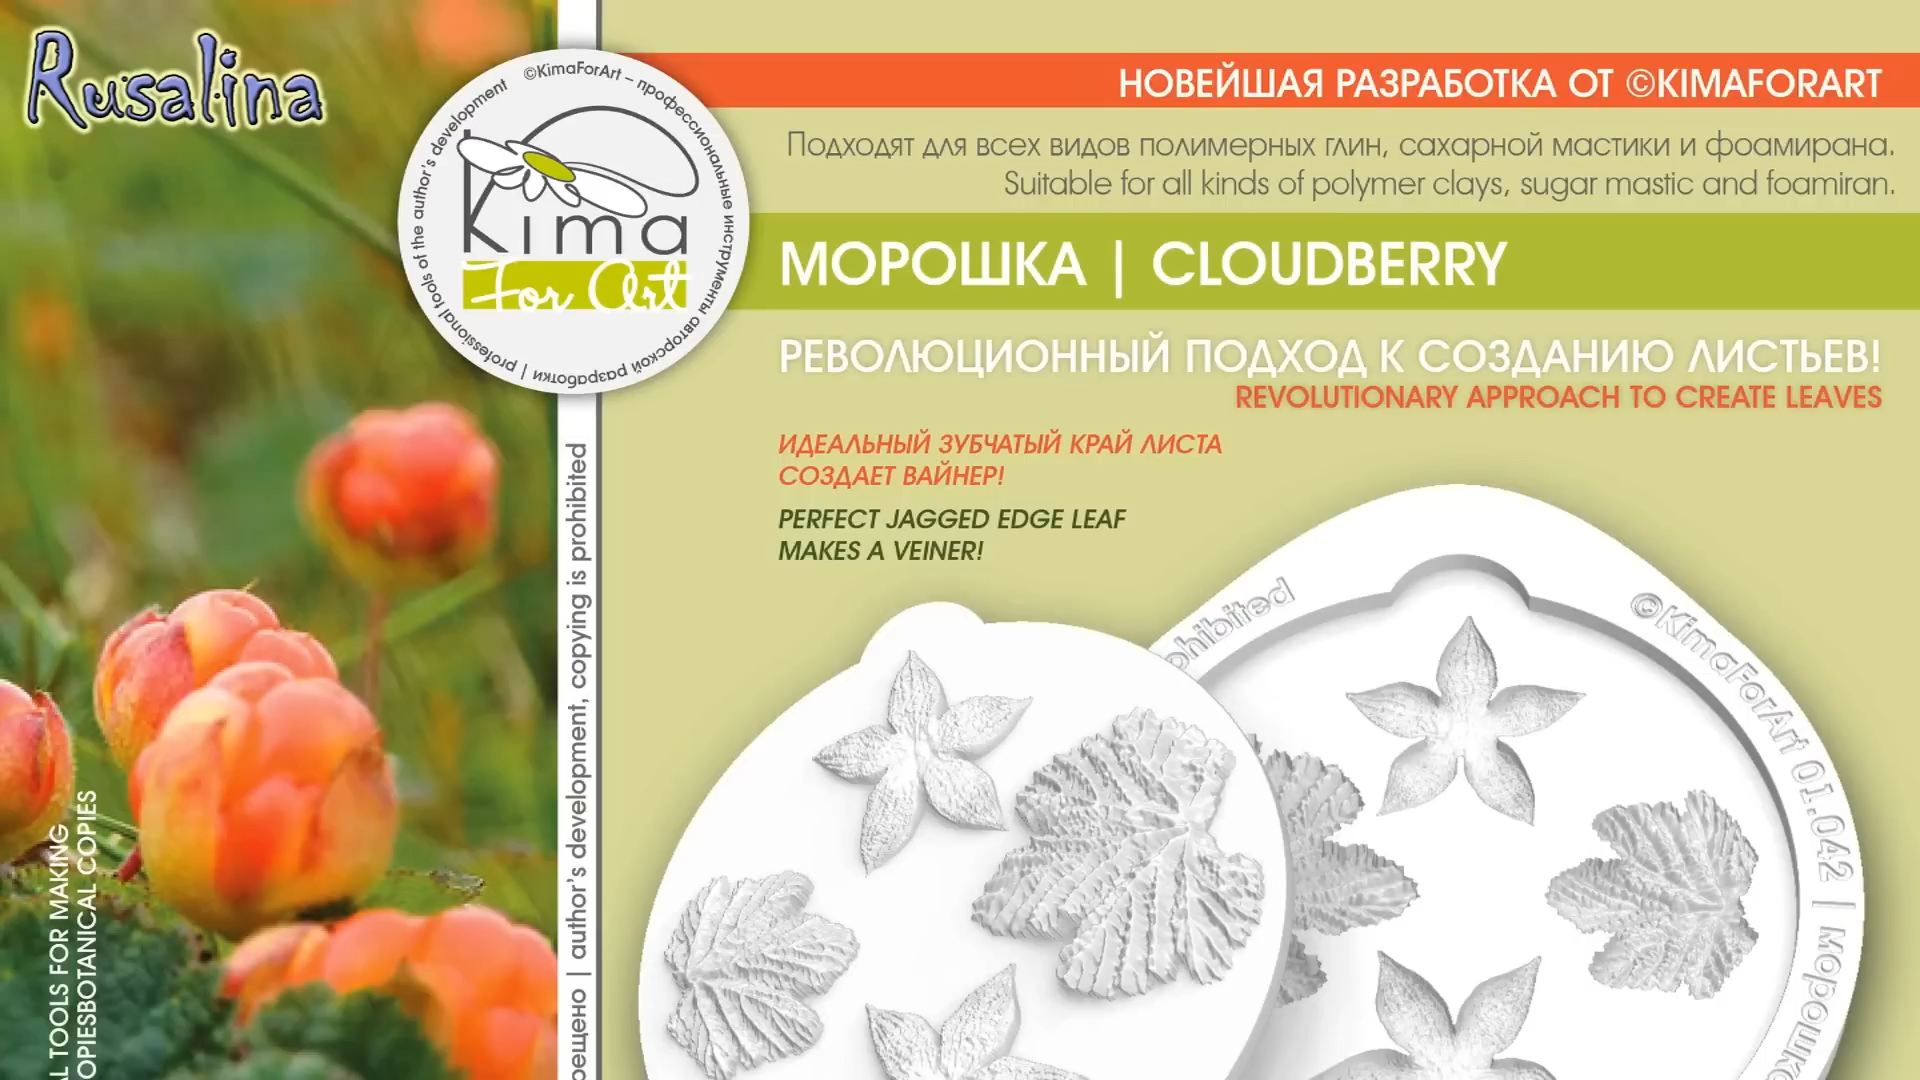 Rusalina
©KimaForArt – профессиональные инструменты авторской разработки | professional tools of the author's development
Kima
For Art
НОВЕЙШАЯ РАЗРАБОТКА ОТ ©KIMAFORART
Подходят для всех видов полимерных глин, сахарной мастики и фоамирана.
Suitable for all kinds of polymer clays, sugar mastic and foamiran.
МОРОШКА | CLOUDBERRY
РЕВОЛЮЦИОННЫЙ ПОДХОД К СОЗДАНИЮ ЛИСТЬЕВ!
REVOLUTIONARY APPROACH TO CREATE LEAVES
ИДЕАЛЬНЫЙ ЗУБЧАТЫЙ КРАЙ ЛИСТА
СОЗДАЕТ ВАЙНЕР!
PERFECT JAGGED EDGE LEAF
MAKES A VEINER!
ohibited
©KimaForArt 01.042 | Морошка
рещено | author's development, copying is prohibited
AL TOOLS FOR MAKING
OPIESBOTANICAL COPIES